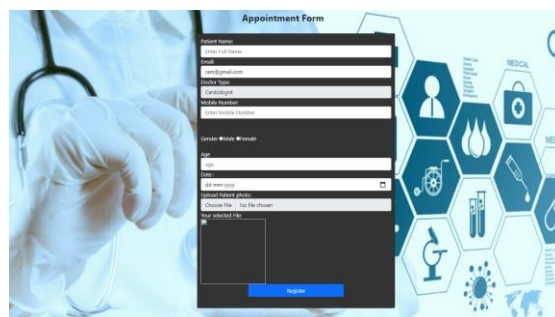 Appointment Form
Patient Name:
Enter Full Name
Email:
ram@gmail.com
Doctor Type:
Cardiologist
Mobile Number:
Enter Mobile Number
Gender Male Female
Age
age
Date :
dd-mm-yyyy
Upload Patient photo:
Choose File No file chosen
Your selected File:
Register
MEDICAL